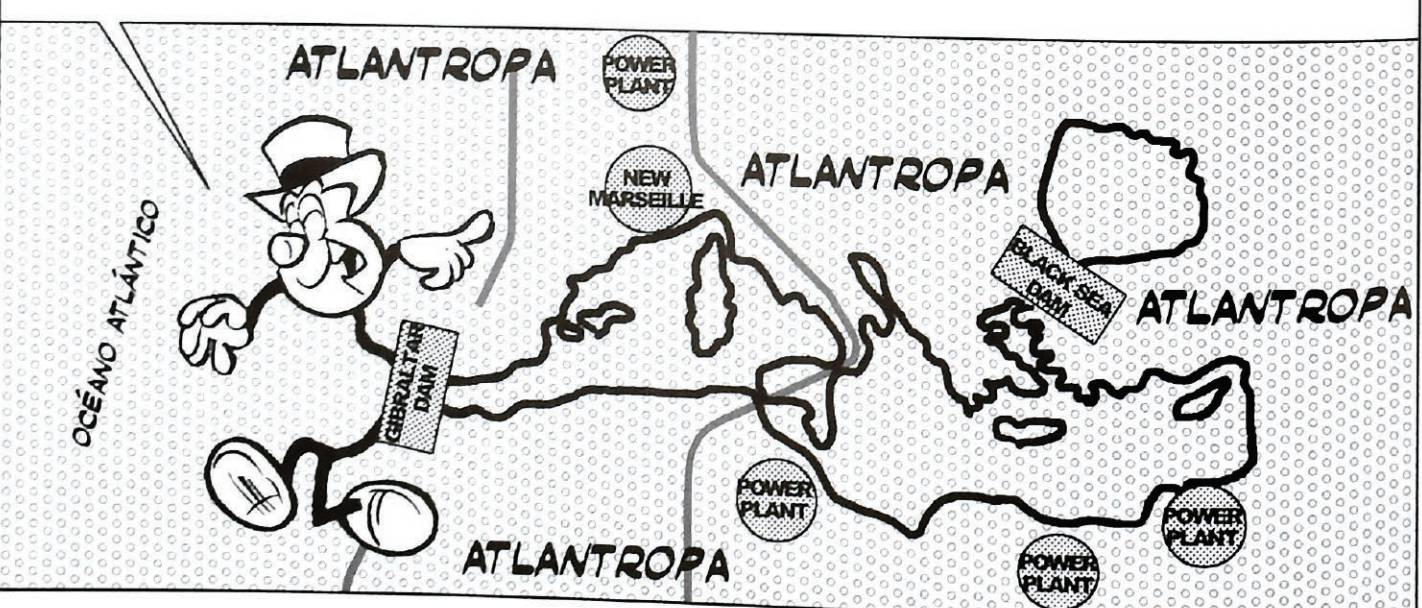 ATLANTROPA
POWER
PLANT
NEW
MARSEILLE
ATLANTROPA
OCÉANO ATLÁNTICO
BLACK SEA
DAM
ATLANTROPA
GIBRALTAR
DAM
POWER
PLANT
POWER
PLANT
ATLANTROPA
POWER
PLANT